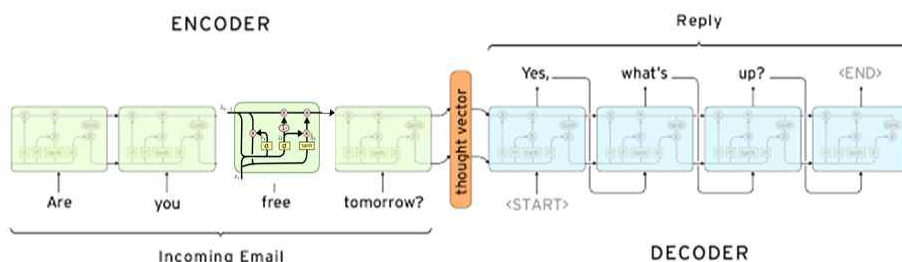 ENCODER
Reply
Yes, what's up? <END>
thought vector
Are you free tomorrow?
<START>
Incoming Email
DECODER